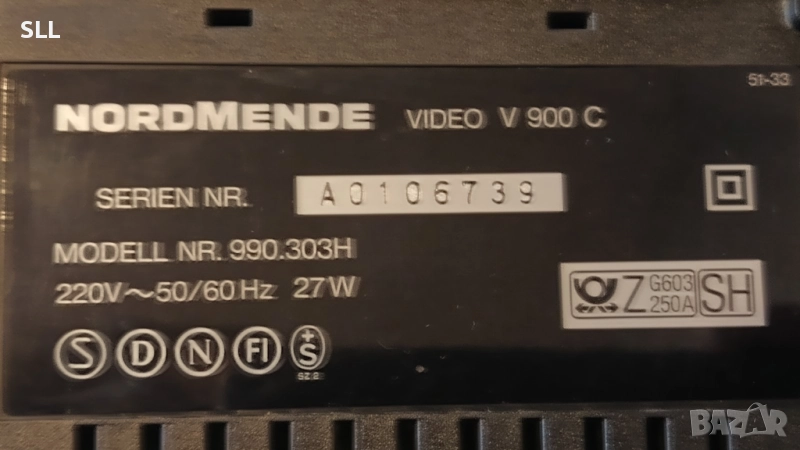 SLL
51-33
NORDMENDE VIDEO V 900 C
SERIEN NR. A0106739
MODELL NR. 990.303H
220V~50/60 Hz 27W
Z G603 250A SH
S D N FI +S
BAZAR